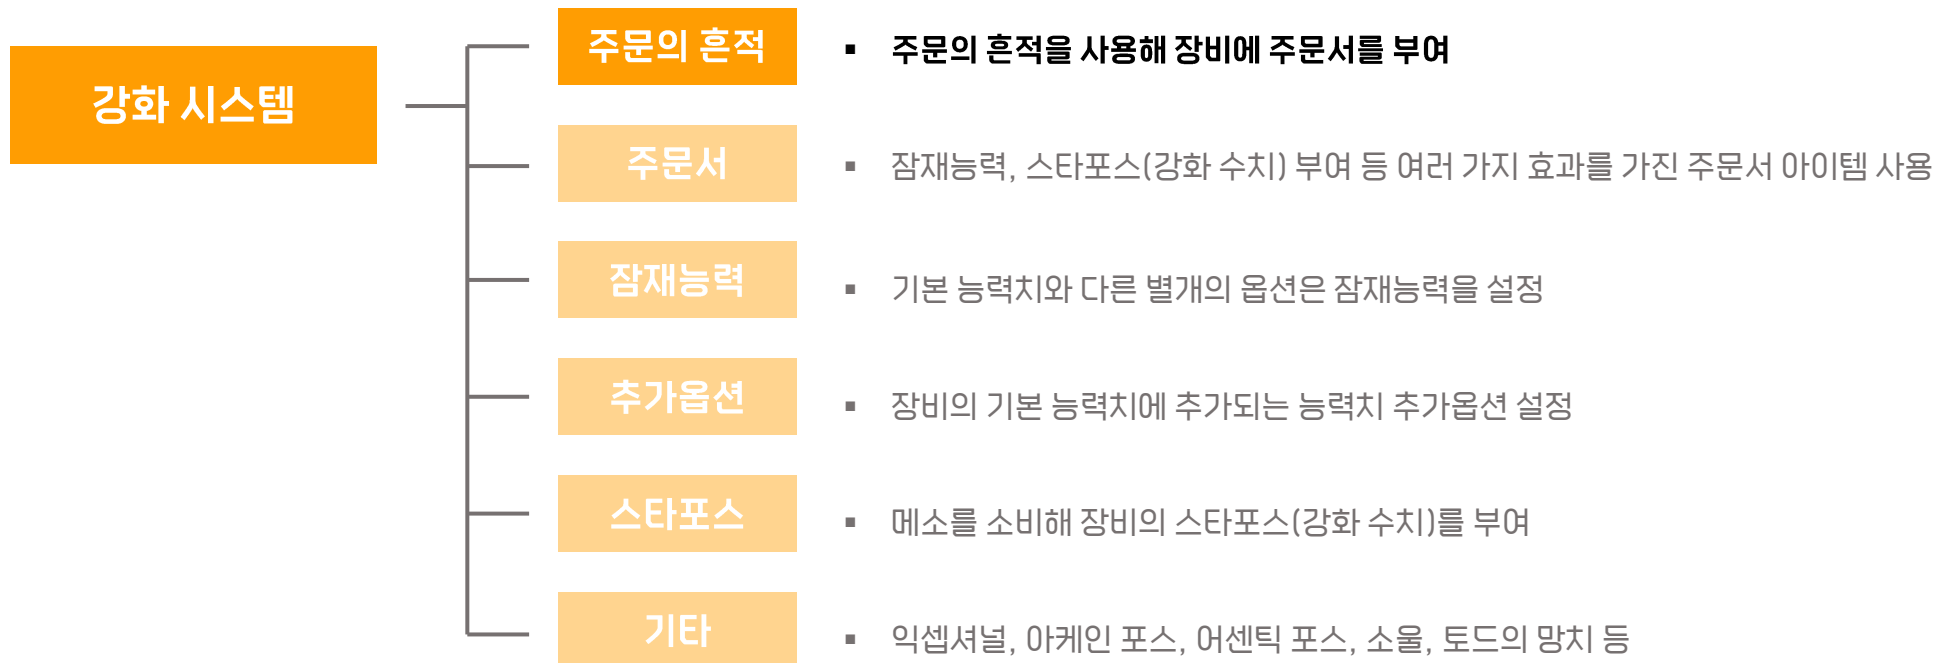 강화 시스템
주문의 흔적
▪ 주문의 흔적을 사용해 장비에 주문서를 부여
주문서
▪ 잠재능력, 스타포스(강화 수치) 부여 등 여러 가지 효과를 가진 주문서 아이템 사용
잠재능력
▪ 기본 능력치와 다른 별개의 옵션은 잠재능력을 설정
추가옵션
▪ 장비의 기본 능력치에 추가되는 능력치 추가옵션 설정
스타포스
▪ 메소를 소비해 장비의 스타포스(강화 수치)를 부여
기타
▪ 익셉셔널, 아케인 포스, 어센틱 포스, 소울, 토드의 망치 등